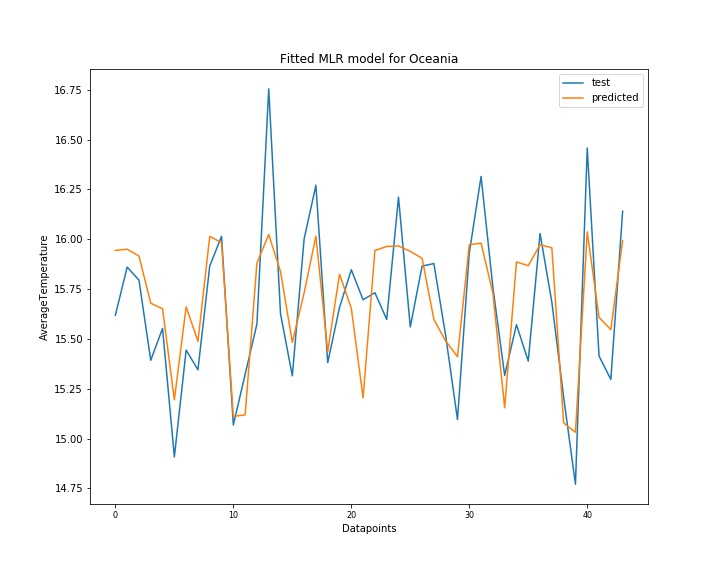 Fitted MLR model for Oceania
test
predicted
16.75
16.50
16.25
16.00
15.75
15.50
15.25
15.00
14.75
AverageTemperature
0 10 20 30 40
Datapoints